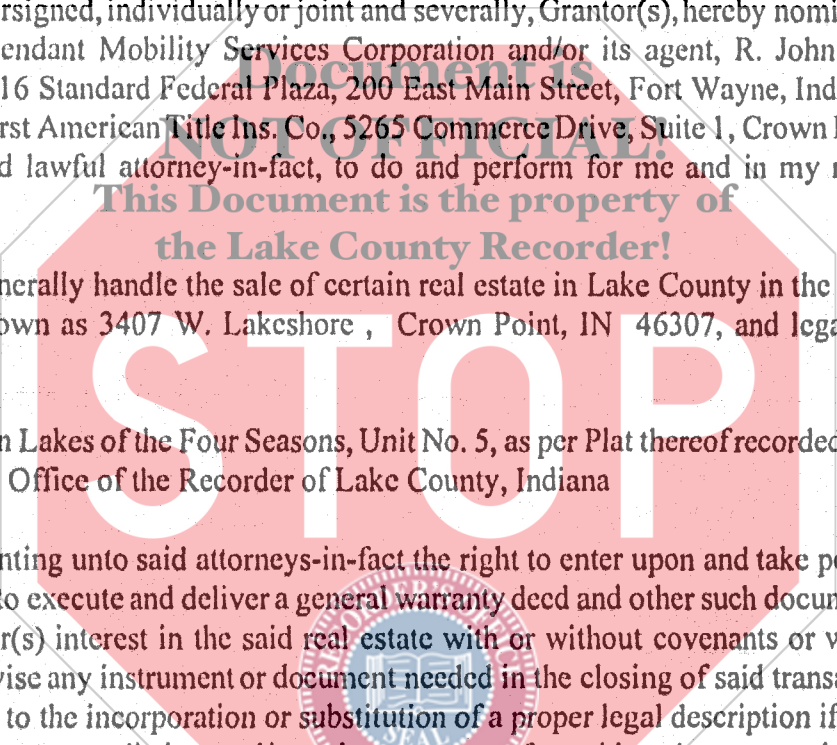 rsigned, individually or joint and severally, Grantor(s), hereby nomi
endant Mobility Services Corporation and/or its agent, R. John
Document is
16 Standard Federal Plaza, 200 East Main Street, Fort Wayne, Ind
rst American Title Ins. Co., 5265 Commerce Drive, Suite 1, Crown
NOT OFFICIAL!
d lawful attorney-in-fact, to do and perform for me and in my
This Document is the property of
the Lake County Recorder!
nerally handle the sale of certain real estate in Lake County in the
own as 3407 W. Lakeshore , Crown Point, IN 46307, and lega
STOP
n Lakes of the Four Seasons, Unit No. 5, as per Plat thereof recorded
Office of the Recorder of Lake County, Indiana
nting unto said attorneys-in-fact the right to enter upon and take p
o execute and deliver a general warranty deed and other such docum
r(s) interest in the said real estate with or without covenants or w
vise any instrument or document needed in the closing of said transa
to the incorporation or substitution of a proper legal description if
SEAL